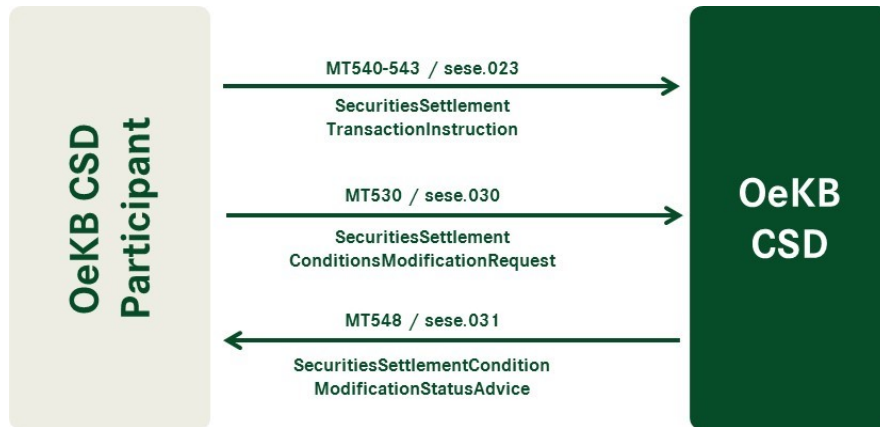 OeKB CSD
Participant
MT540-543 / sese.023
SecuritiesSettlement
TransactionInstruction
MT530 / sese.030
SecuritiesSettlement
ConditionsModificationRequest
MT548 / sese.031
SecuritiesSettlementCondition
ModificationStatusAdvice
OeKB
CSD